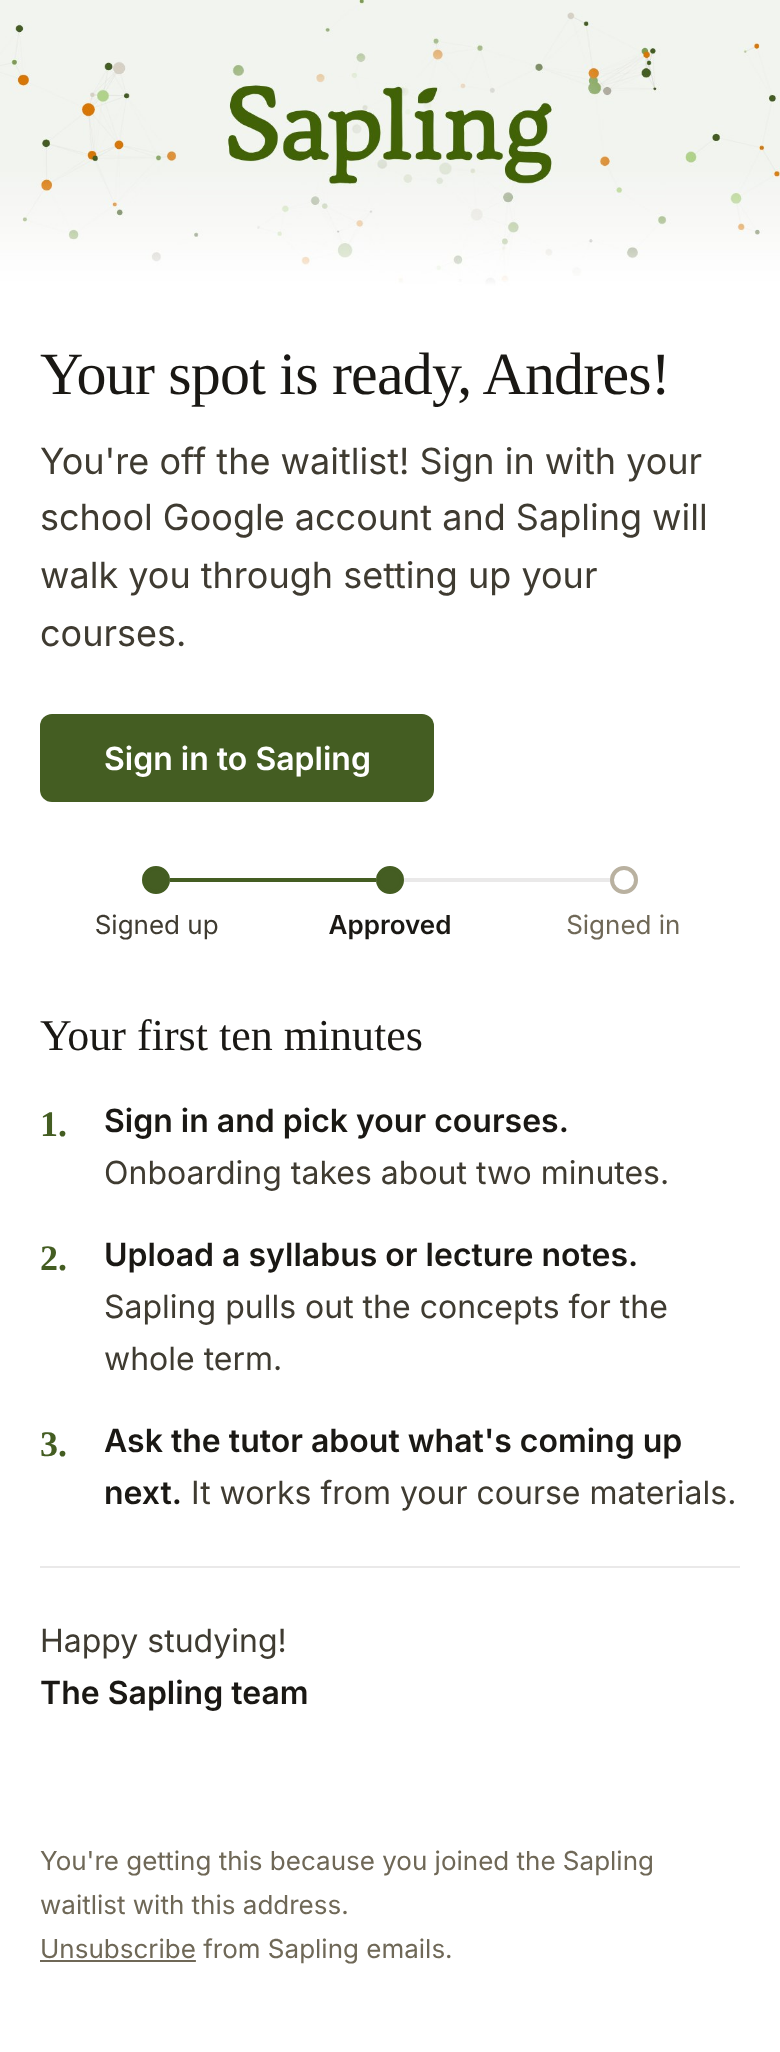 Sapling
Your spot is ready, Andres!
You're off the waitlist! Sign in with your
school Google account and Sapling will
walk you through setting up your
courses.
Sign in to Sapling
Signed up
Approved
Signed in
Your first ten minutes
1. Sign in and pick your courses.
Onboarding takes about two minutes.
2. Upload a syllabus or lecture notes.
Sapling pulls out the concepts for the
whole term.
3. Ask the tutor about what's coming up
next. It works from your course materials.
Happy studying!
The Sapling team
You're getting this because you joined the Sapling
waitlist with this address.
Unsubscribe from Sapling emails.